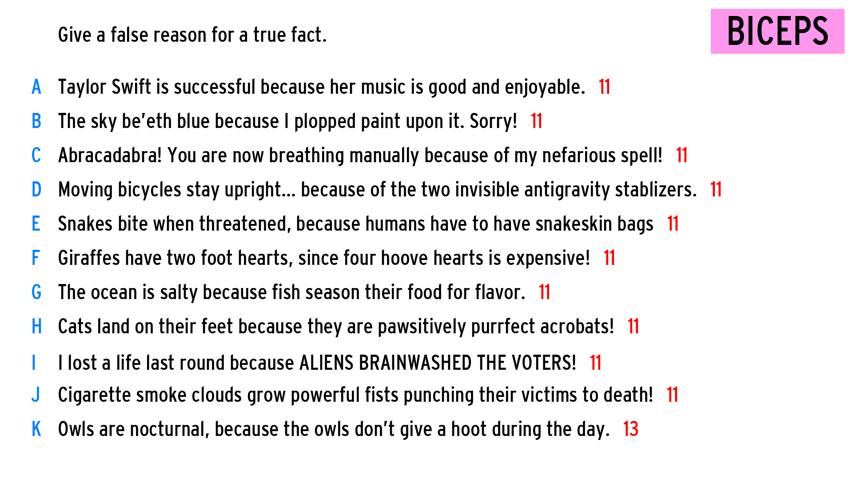 Give a false reason for a true fact.
BICEPS
A Taylor Swift is successful because her music is good and enjoyable. 11
B The sky be'eth blue because I plopped paint upon it. Sorry! 11
C Abracadabra! You are now breathing manually because of my nefarious spell! 11
D Moving bicycles stay upright... because of the two invisible antigravity stablizers. 11
E Snakes bite when threatened, because humans have to have snakeskin bags 11
F Giraffes have two foot hearts, since four hoove hearts is expensive! 11
G The ocean is salty because fish season their food for flavor. 11
H Cats land on their feet because they are pawsitively purrfect acrobats! 11
I I lost a life last round because ALIENS BRAINWASHED THE VOTERS! 11
J Cigarette smoke clouds grow powerful fists punching their victims to death! 11
K Owls are nocturnal, because the owls don't give a hoot during the day. 13